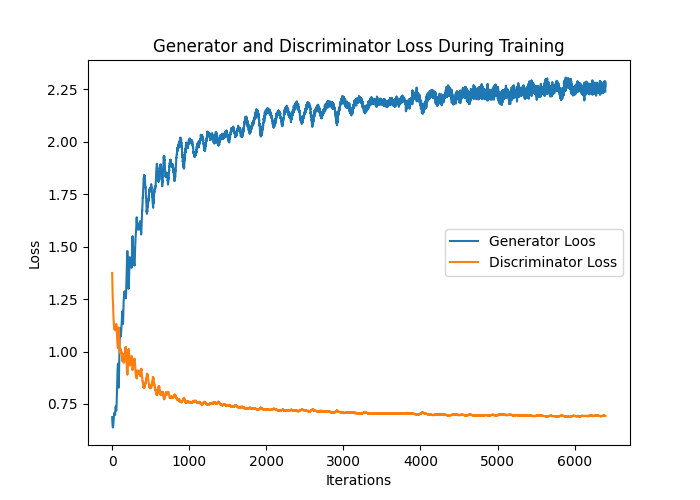 Generator and Discriminator Loss During Training
2.25
2.00
1.75
1.50
1.25
1.00
0.75
Loss
Generator Loos
Discriminator Loss
0 1000 2000 3000 4000 5000 6000
Iterations